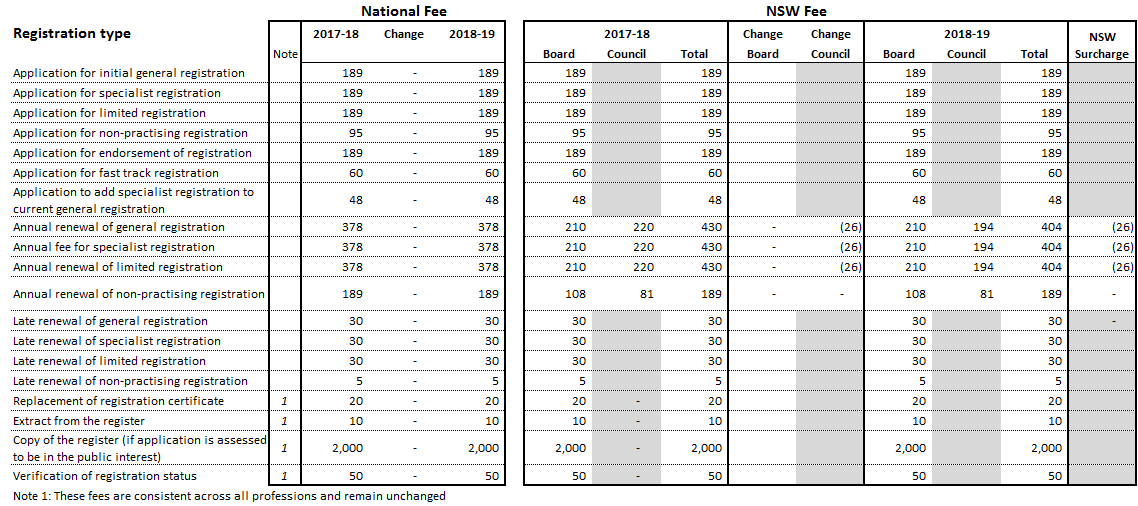 National Fee NSW Fee
Registration type Note 2017-18 Change 2018-19 2017-18 Change Change 2018-19 NSW
Board Council Total Board Council Board Council Total Surcharge
Application for initial general registration 189 - 189 189 189 189 189
Application for specialist registration 189 - 189 189 189 189 189
Application for limited registration 189 - 189 189 189 189 189
Application for non-practising registration 95 - 95 95 95 95 95
Application for endorsement of registration 189 - 189 189 189 189 189
Application for fast track registration 60 - 60 60 60 60 60
Application to add specialist registration to
current general registration 48 - 48 48 48 48 48
Annual renewal of general registration 378 - 378 210 220 430 - (26) 210 194 404 (26)
Annual fee for specialist registration 378 - 378 210 220 430 - (26) 210 194 404 (26)
Annual renewal of limited registration 378 - 378 210 220 430 - (26) 210 194 404 (26)
Annual renewal of non-practising registration 189 - 189 108 81 189 - - 108 81 189 -
Late renewal of general registration 30 - 30 30 30 30 30 -
Late renewal of specialist registration 30 - 30 30 30 30 30
Late renewal of limited registration 30 - 30 30 30 30 30
Late renewal of non-practising registration 5 - 5 5 5 5 5
Replacement of registration certificate 1 20 - 20 20 - 20 20 20
Extract from the register 1 10 - 10 10 - 10 10 10
Copy of the register (if application is assessed
to be in the public interest) 1 2,000 - 2,000 2,000 - 2,000 2,000 2,000
Verification of registration status 1 50 - 50 50 - 50 50 50
Note 1: These fees are consistent across all professions and remain unchanged